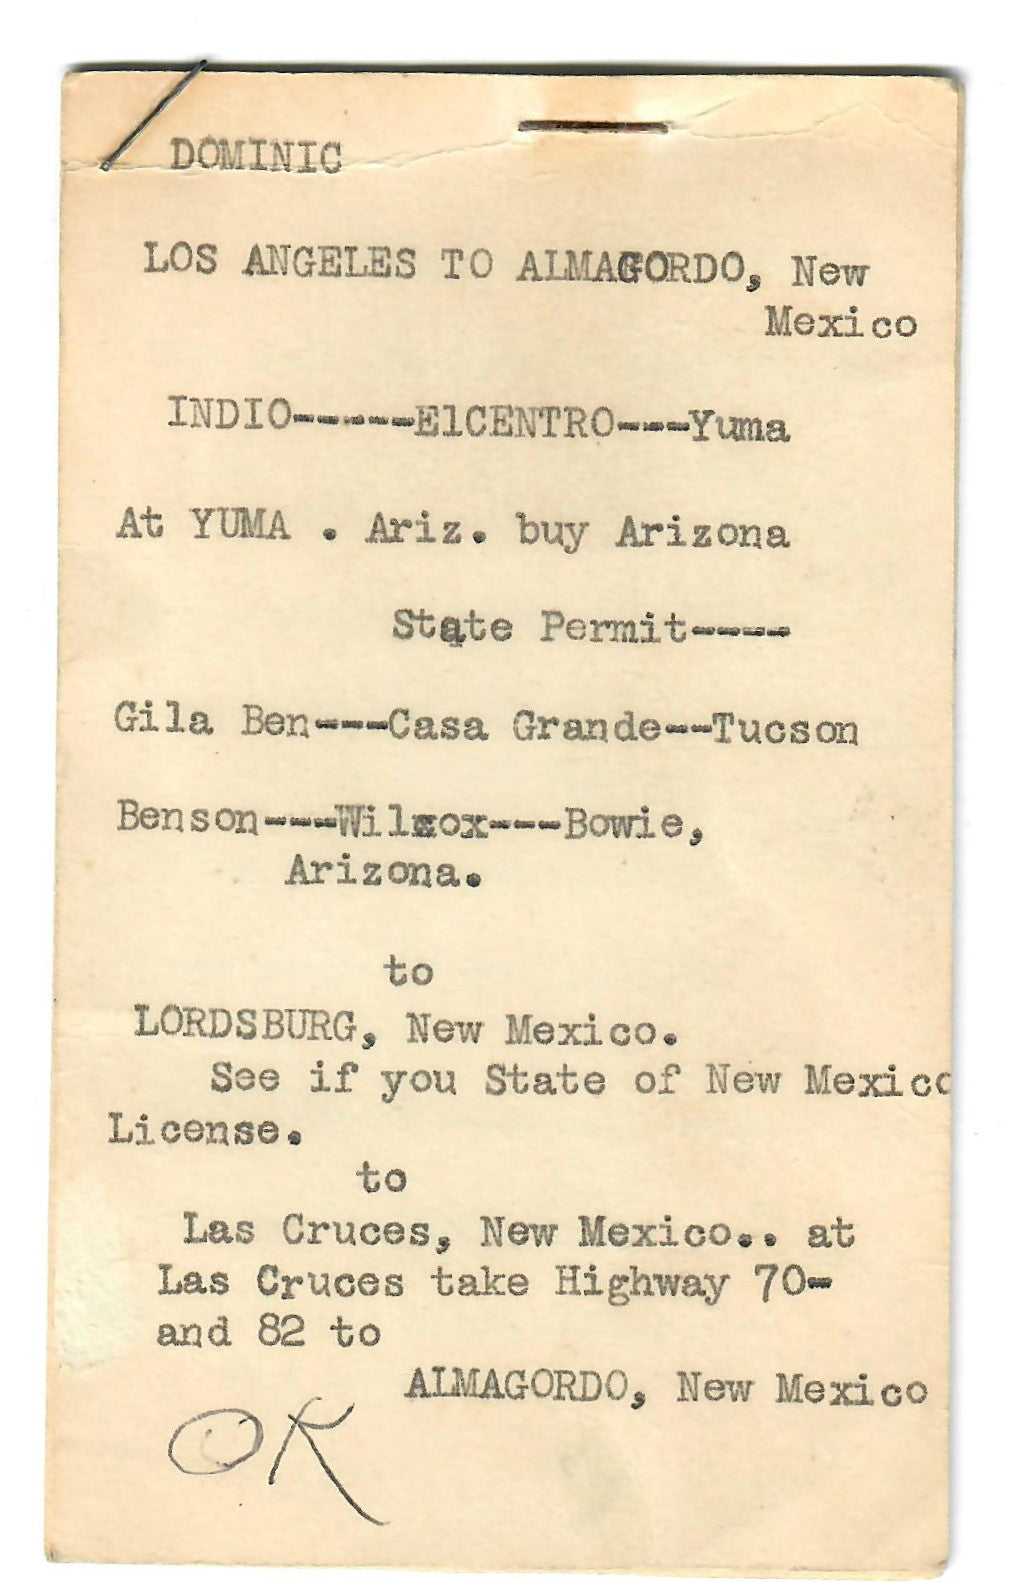 DOMINIC
LOS ANGELES TO ALMAGORDO, New
Mexico
INDIO-----ElCENTRO---Yuma
At YUMA . Ariz. buy Arizona
State Permit----
Gila Ben---Casa Grande--Tucson
Benson---Wilcox---Bowie,
Arizona.
to
LORDSBURG, New Mexico.
See if you State of New Mexico
License.
to
Las Cruces, New Mexico.. at
Las Cruces take Highway 70-
and 82 to
ALMAGORDO, New Mexico
OK